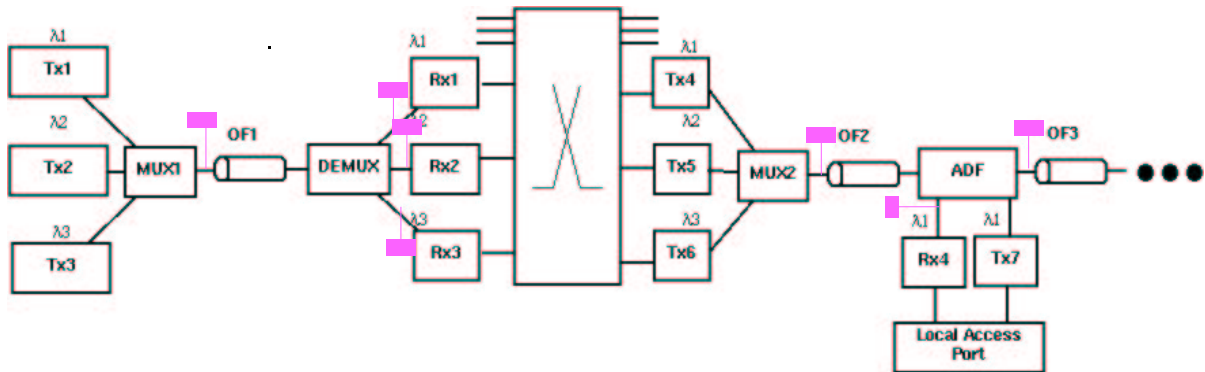 λ1
Tx1
λ2
Tx2
λ3
Tx3
MUX1
OF1
DEMUX
λ1
Rx1
λ2
Rx2
λ3
Rx3
λ1
Tx4
λ2
Tx5
λ3
Tx6
MUX2
OF2
ADF
OF3
λ1
λ1
Rx4
Tx7
Local Access
Port